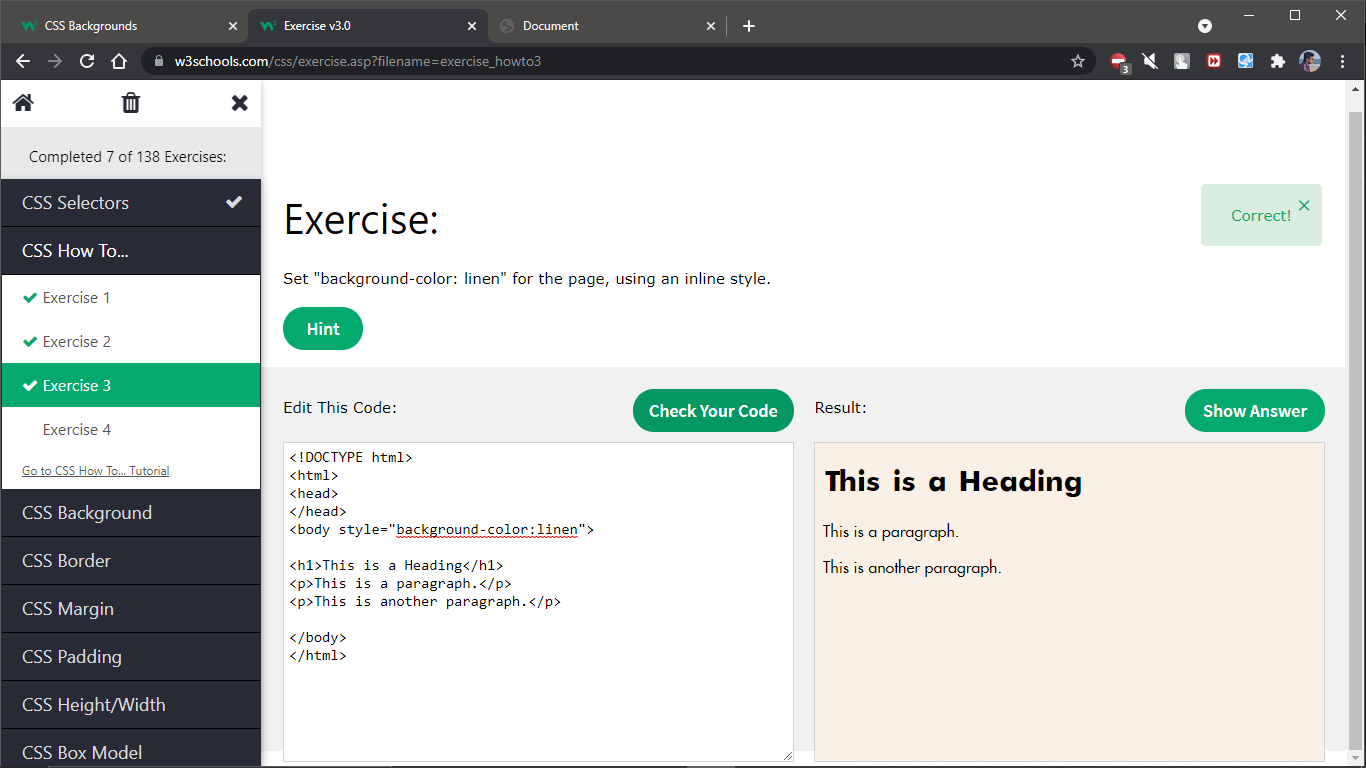 CSS Backgrounds
Exercise v3.0
Document
w3schools.com/css/exercise.asp?filename=exercise_howto3
3
Completed 7 of 138 Exercises:
CSS Selectors
CSS How To...
Exercise 1
Exercise 2
Exercise 3
Exercise 4
Go to CSS How To... Tutorial
CSS Background
CSS Border
CSS Margin
CSS Padding
CSS Height/Width
CSS Box Model
Exercise:
Correct!
Set "background-color: linen" for the page, using an inline style.
Hint
Edit This Code:
Check Your Code
<!DOCTYPE html>
<html>
<head>
</head>
<body style="background-color:linen">
<h1>This is a Heading</h1>
<p>This is a paragraph.</p>
<p>This is another paragraph.</p>
</body>
</html>
Result:
Show Answer
This is a Heading
This is a paragraph.
This is another paragraph.